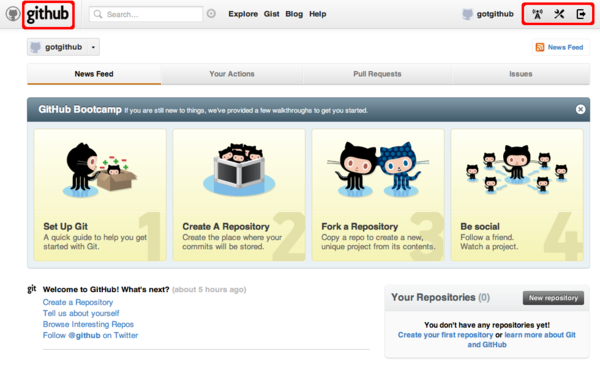 github
Search...
Explore Gist Blog Help
gotgithub
gotgithub
News Feed
News Feed
Your Actions
Pull Requests
Issues
GitHub Bootcamp If you are still new to things, we've provided a few walkthroughs to get you started.
1
Set Up Git
A quick guide to help you get
started with Git.
2
Create A Repository
Create the place where your
commits will be stored.
3
Fork a Repository
Copy a repo to create a new,
unique project from its contents.
4
Be social
Follow a friend.
Watch a project.
git
Welcome to GitHub! What's next? (about 5 hours ago)
Create a Repository
Tell us about yourself
Browse Interesting Repos
Follow @github on Twitter
Your Repositories (0)
New repository
You don't have any repositories yet!
Create your first repository or learn more about Git
and GitHub